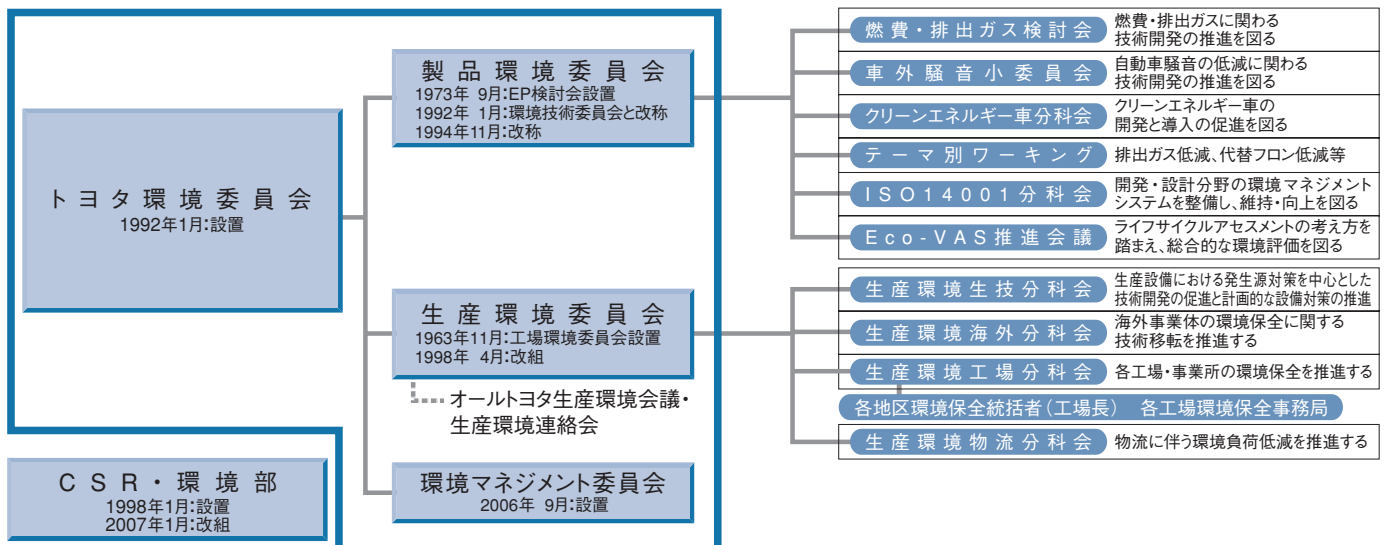 トヨタ環境委員会
1992年1月：設置
CSR・環境部
1998年1月：設置
2007年1月：改組
製品環境委員会
1973年 9月：EP検討会設置
1992年 1月：環境技術委員会と改称
1994年11月：改称
生産環境委員会
1963年11月：工場環境委員会設置
1998年 4月：改組
オールトヨタ生産環境会議・
生産環境連絡会
環境マネジメント委員会
2006年 9月：設置
燃費・排出ガス検討会
燃費・排出ガスに関わる
技術開発の推進を図る
車外騒音小委員会
自動車騒音の低減に関わる
技術開発の推進を図る
クリーンエネルギー車分科会
クリーンエネルギー車の
開発と導入の促進を図る
テーマ別ワーキング
排出ガス低減、代替フロン低減等
ISO14001分科会
開発・設計分野の環境マネジメント
システムを整備し、維持・向上を図る
Eco-VAS推進会議
ライフサイクルアセスメントの考え方を
踏まえ、総合的な環境評価を図る
生産環境生技分科会
生産設備における発生源対策を中心とした
技術開発の促進と計画的な設備対策の推進
生産環境海外分科会
海外事業体の環境保全に関する
技術移転を推進する
生産環境工場分科会
各工場・事業所の環境保全を推進する
各地区環境保全統括者（工場長） 各工場環境保全事務局
生産環境物流分科会
物流に伴う環境負荷低減を推進する